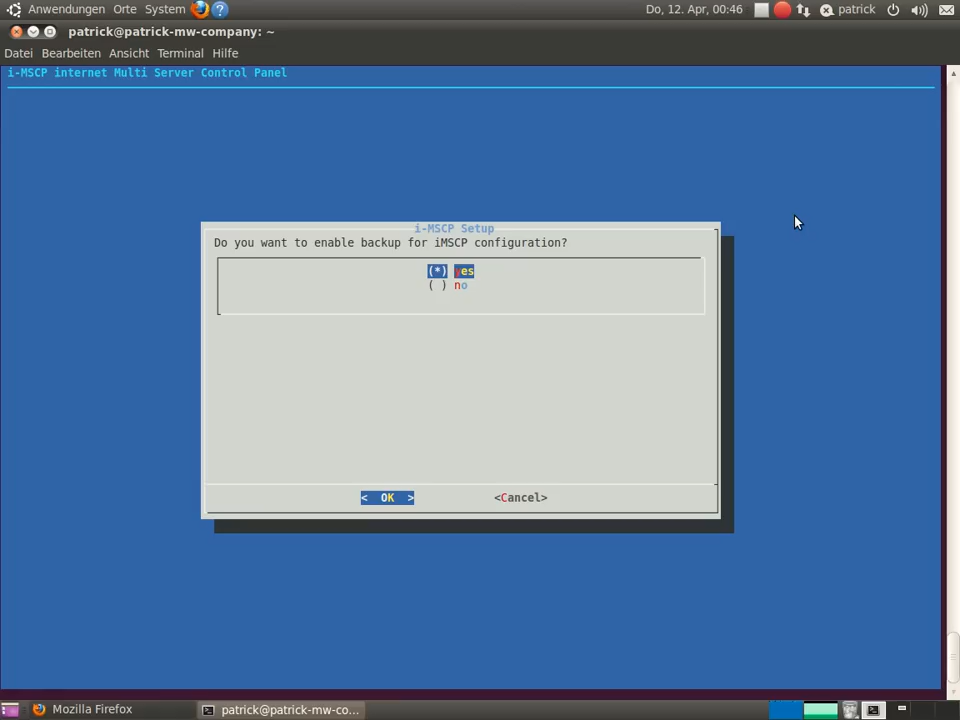 Anwendungen Orte System Do, 12. Apr, 00:46 patrick
patrick@patrick-mw-company: ~
Datei Bearbeiten Ansicht Terminal Hilfe
i-MSCP internet Multi Server Control Panel
i-MSCP Setup
Do you want to enable backup for iMSCP configuration?
(*) yes
( ) no
< OK > <Cancel>
Mozilla Firefox patrick@patrick-mw-co...